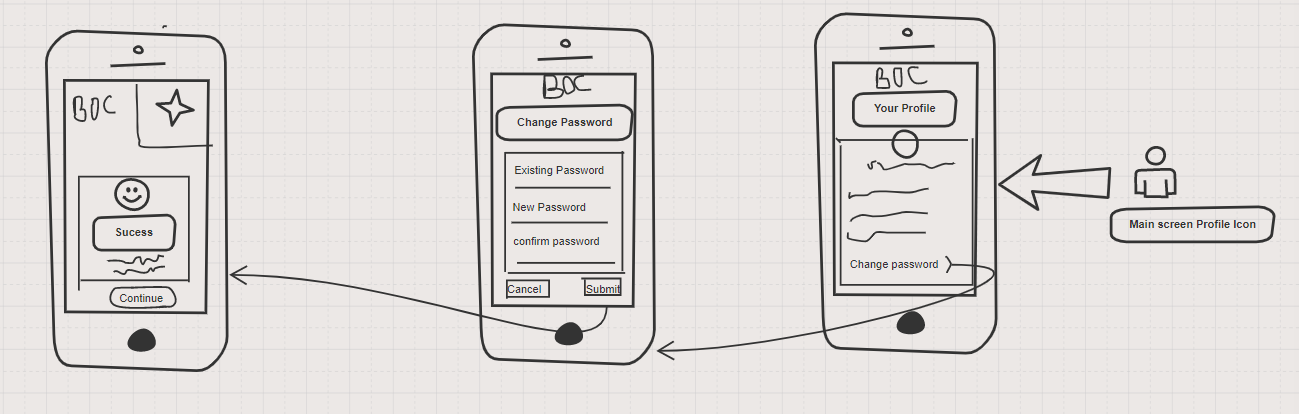 BOC
Sucess
Continue
BOC
Change Password
Existing Password
New Password
confirm password
Cancel
Submit
BOC
Your Profile
Change password
Main screen Profile Icon